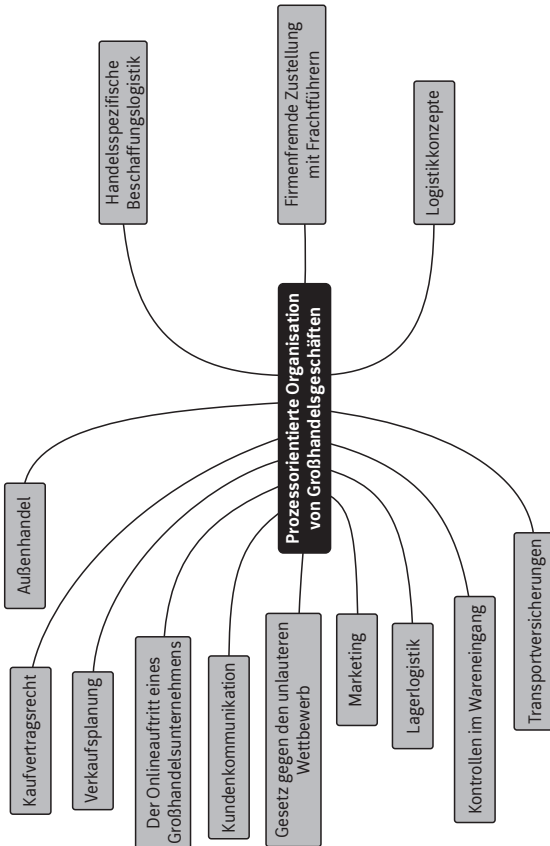 Prozessorientierte Organisation
von Großhandelsgeschäften
Außenhandel
Kaufvertragsrecht
Verkaufsplanung
Der Onlineauftritt eines
Großhandelsunternehmens
Kundenkommunikation
Gesetz gegen den unlauteren
Wettbewerb
Marketing
Lagerlogistik
Kontrollen im Wareneingang
Transportversicherungen
Handelsspezifische
Beschaffungslogistik
Firmenfremde Zustellung
mit Frachtführern
Logistikkonzepte